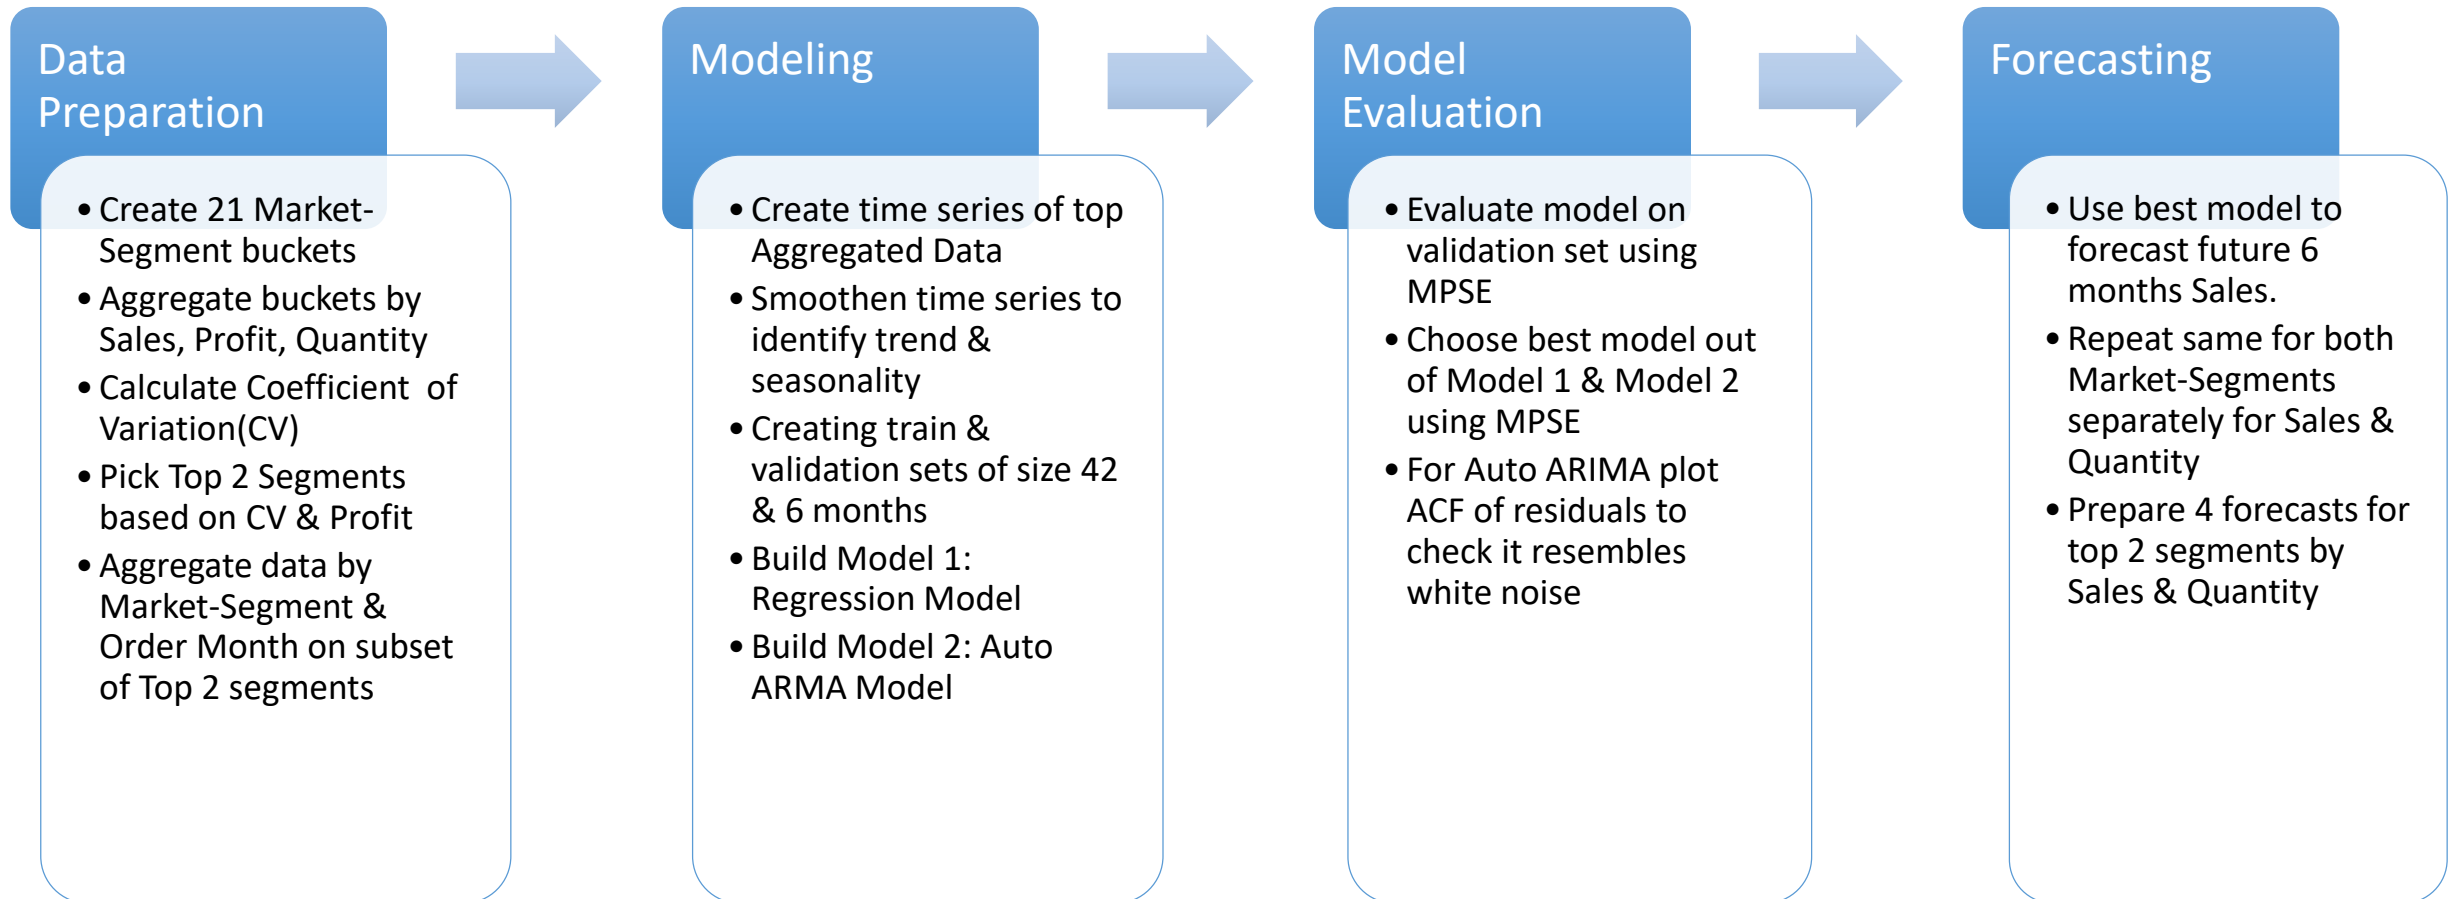 Data
Preparation
• Create 21 Market-
Segment buckets
• Aggregate buckets by
Sales, Profit, Quantity
• Calculate Coefficient of
Variation(CV)
• Pick Top 2 Segments
based on CV & Profit
• Aggregate data by
Market-Segment &
Order Month on subset
of Top 2 segments
Modeling
• Create time series of top
Aggregated Data
• Smoothen time series to
identify trend &
seasonality
• Creating train &
validation sets of size 42
& 6 months
• Build Model 1:
Regression Model
• Build Model 2: Auto
ARMA Model
Model
Evaluation
• Evaluate model on
validation set using
MPSE
• Choose best model out
of Model 1 & Model 2
using MPSE
• For Auto ARIMA plot
ACF of residuals to
check it resembles
white noise
Forecasting
• Use best model to
forecast future 6
months Sales.
• Repeat same for both
Market-Segments
separately for Sales &
Quantity
• Prepare 4 forecasts for
top 2 segments by
Sales & Quantity